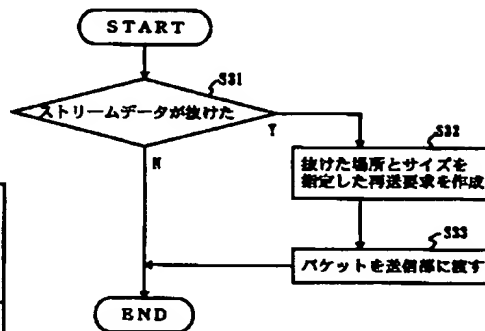 START
S31
ストリームデータが抜けた
Y
N
S32
抜けた場所とサイズを
指定した再送要求を作成
S33
パケットを送信部に渡す
END